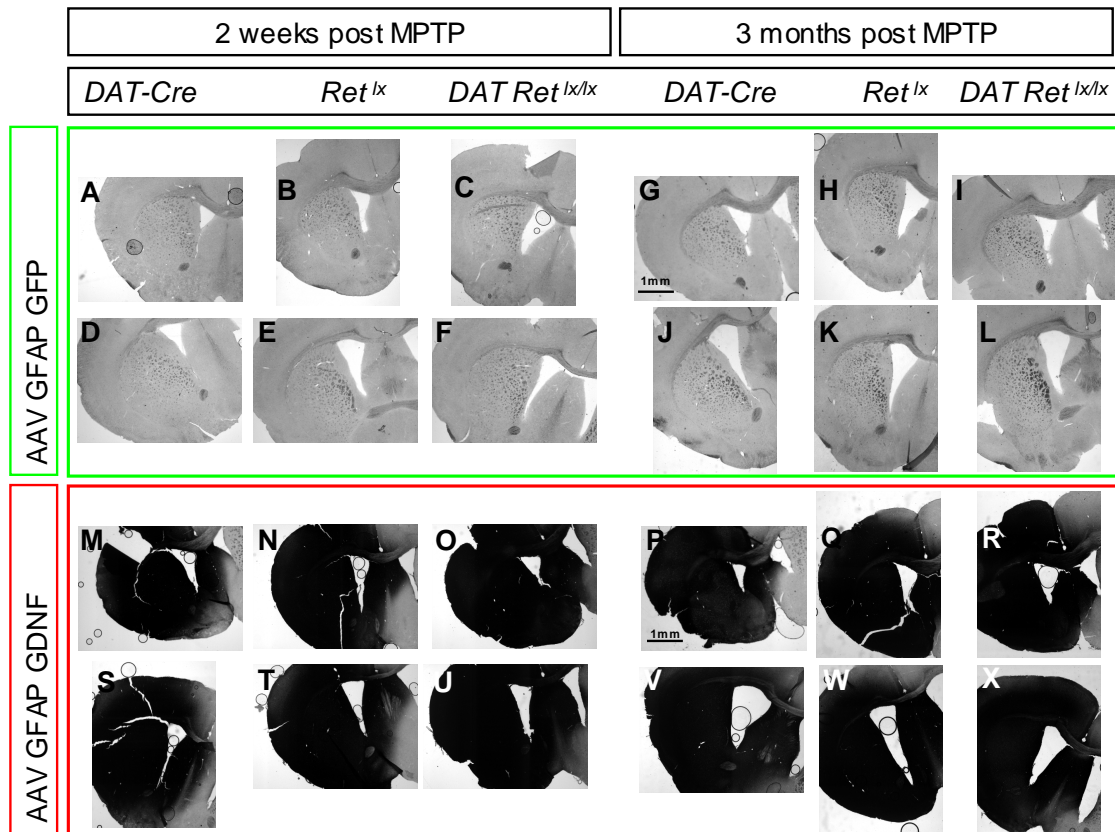 2 weeks post MPTP
3 months post MPTP
DAT-Cre
Ret lx
DAT Ret lx/lx
DAT-Cre
Ret lx
DAT Ret lx/lx
AAV GFAP GFP
A
B
C
G
H
I
1mm
D
E
F
J
K
L
AAV GFAP GDNF
M
N
O
P
Q
R
1mm
S
T
U
V
W
X